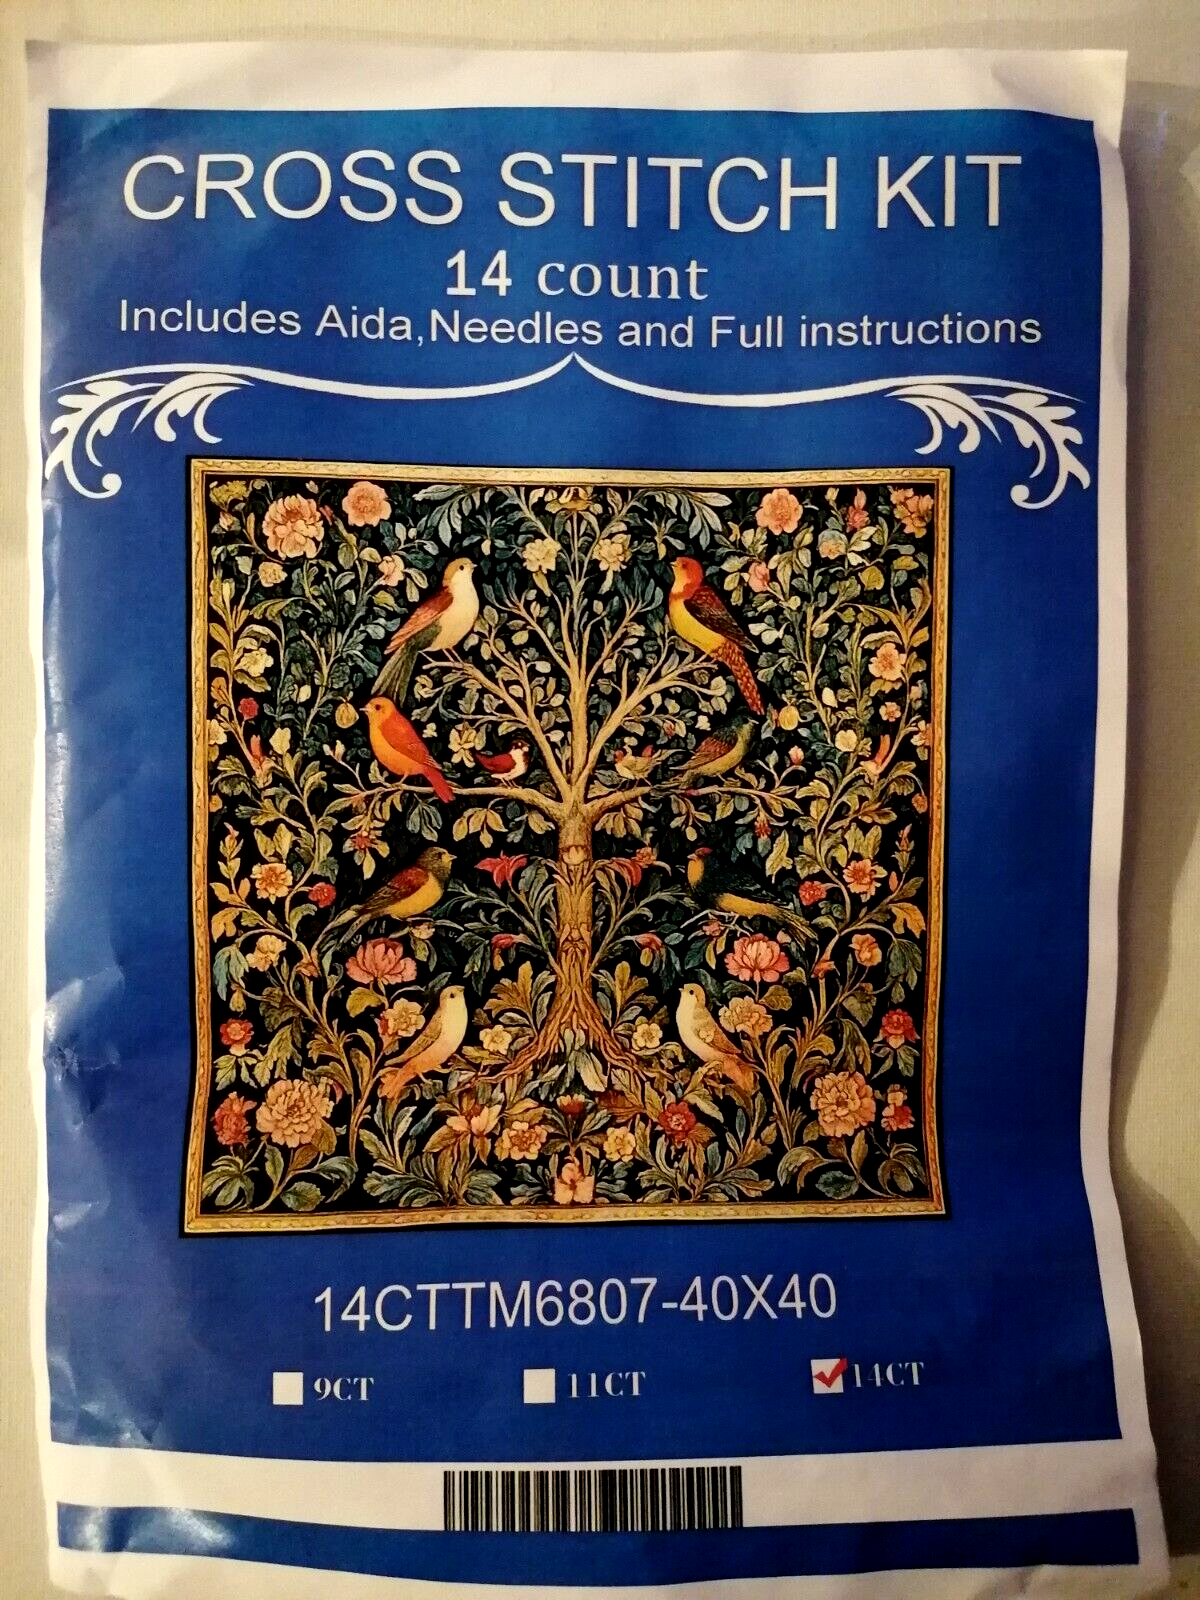 CROSS STITCH KIT
14 count
Includes Aida,Needles and Full instructions
14CTTM6807-40X40
9CT 11CT 14CT